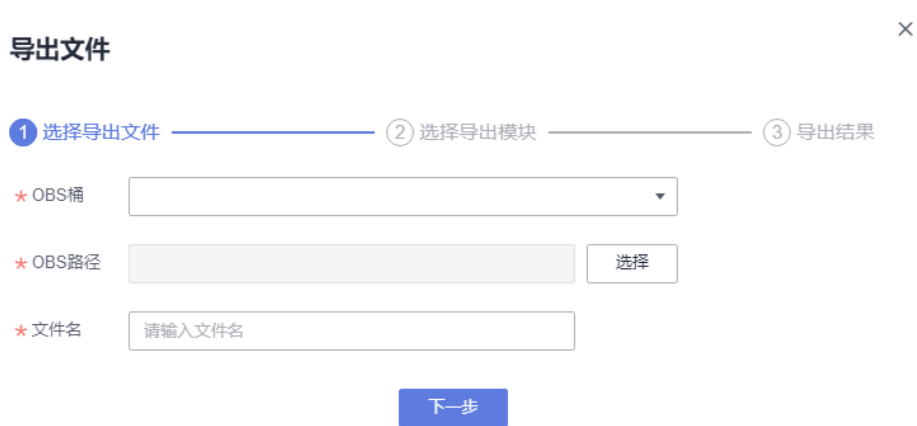 导出文件
1 选择导出文件 2 选择导出模块 3 导出结果
* OBS桶
* OBS路径 选择
* 文件名 请输入文件名
下一步